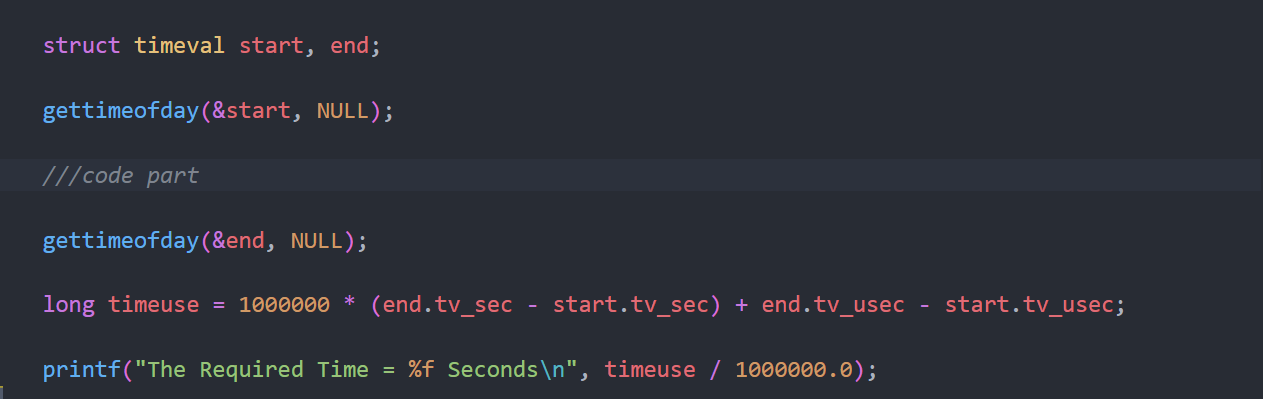 struct timeval start, end;
gettimeofday(&start, NULL);
///code part
gettimeofday(&end, NULL);
long timeuse = 1000000 * (end.tv_sec - start.tv_sec) + end.tv_usec - start.tv_usec;
printf("The Required Time = %f Seconds\n", timeuse / 1000000.0);